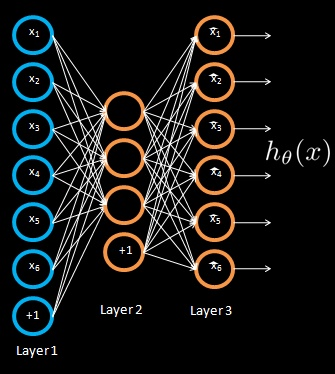 x₁
x₂
x₃
x₄
x₅
x₆
+1
Layer 1
+1
Layer 2
x̂₁
x̂₂
x̂₃
x̂₄
x̂₅
x̂₆
Layer 3
hθ(x)